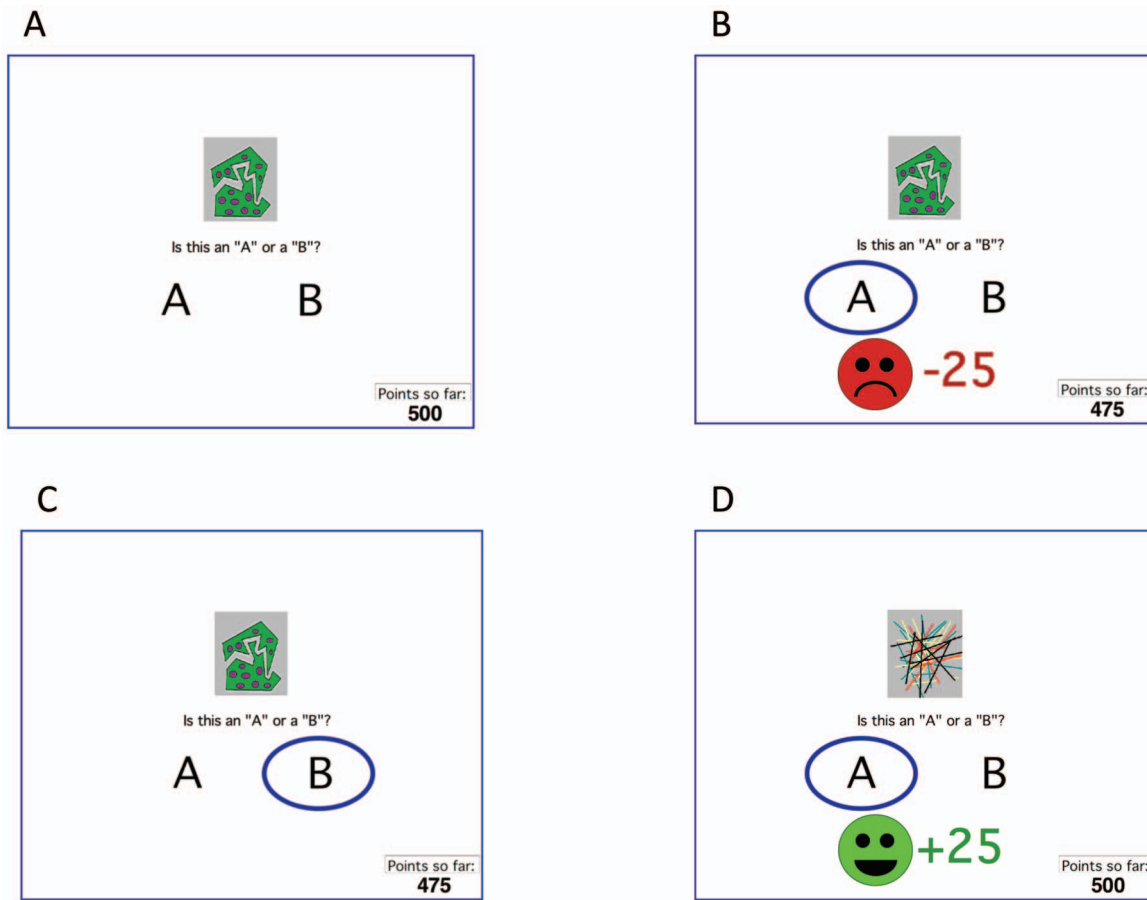 A
Is this an "A" or a "B"?
A B
Points so far:
500
B
Is this an "A" or a "B"?
A B
-25
Points so far:
475
C
Is this an "A" or a "B"?
A B
Points so far:
475
D
Is this an "A" or a "B"?
A B
+25
Points so far:
500